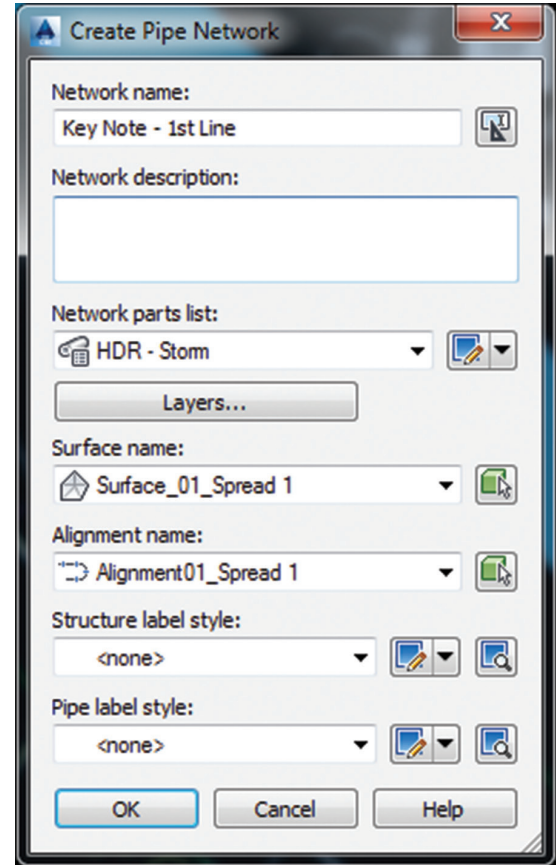 Create Pipe Network
Network name:
Key Note - 1st Line
Network description:
Network parts list:
HDR - Storm
Layers...
Surface name:
Surface_01_Spread 1
Alignment name:
Alignment01_Spread 1
Structure label style:
<none>
Pipe label style:
<none>
OK Cancel Help